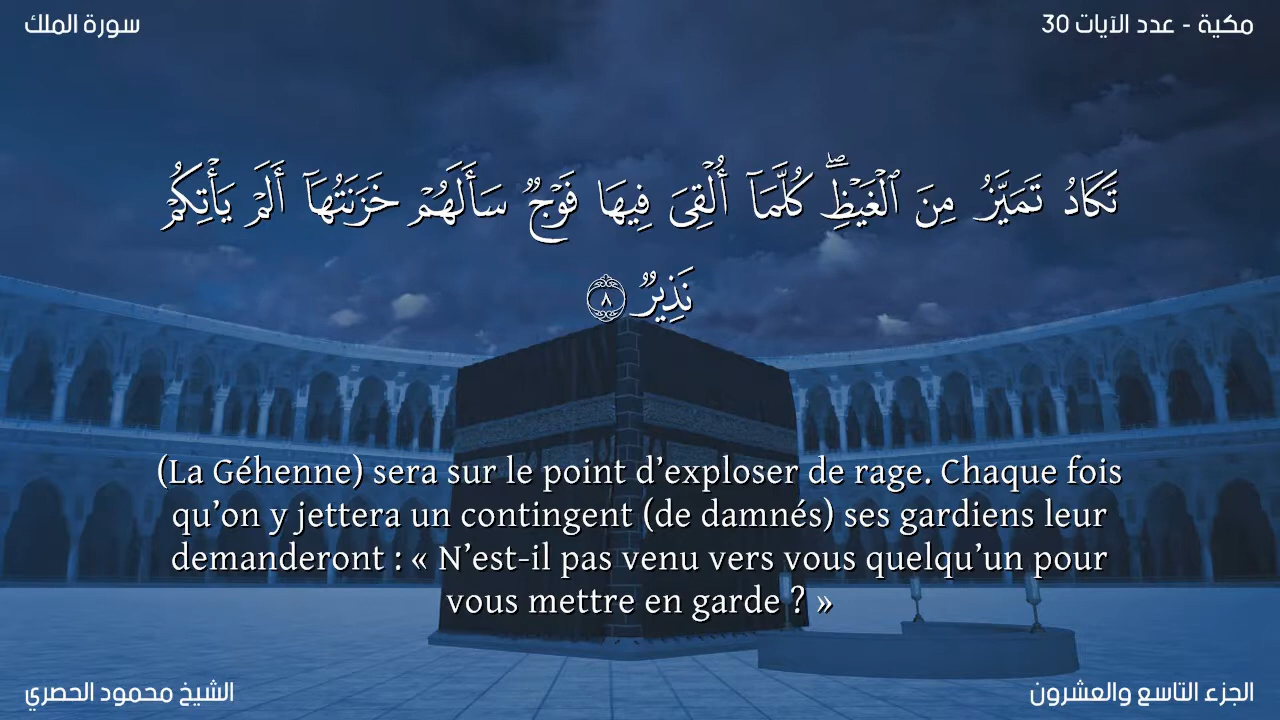 سورة الملك
مكية - عدد الآيات 30
تَكَادُ تَمَيَّزُ مِنَ ٱلْغَيْظِ ۖ كُلَّمَآ أُلْقِىَ فِيهَا فَوْجٌ سَأَلَهُمْ خَزَنَتُهَآ أَلَمْ يَأْتِكُمْ
نَذِيرٌ ٨
(La Géhenne) sera sur le point d’exploser de rage. Chaque fois
qu’on y jettera un contingent (de damnés) ses gardiens leur
demanderont : « N’est-il pas venu vers vous quelqu’un pour
vous mettre en garde ? »
الشيخ محمود الحصري
الجزء التاسع والعشرون